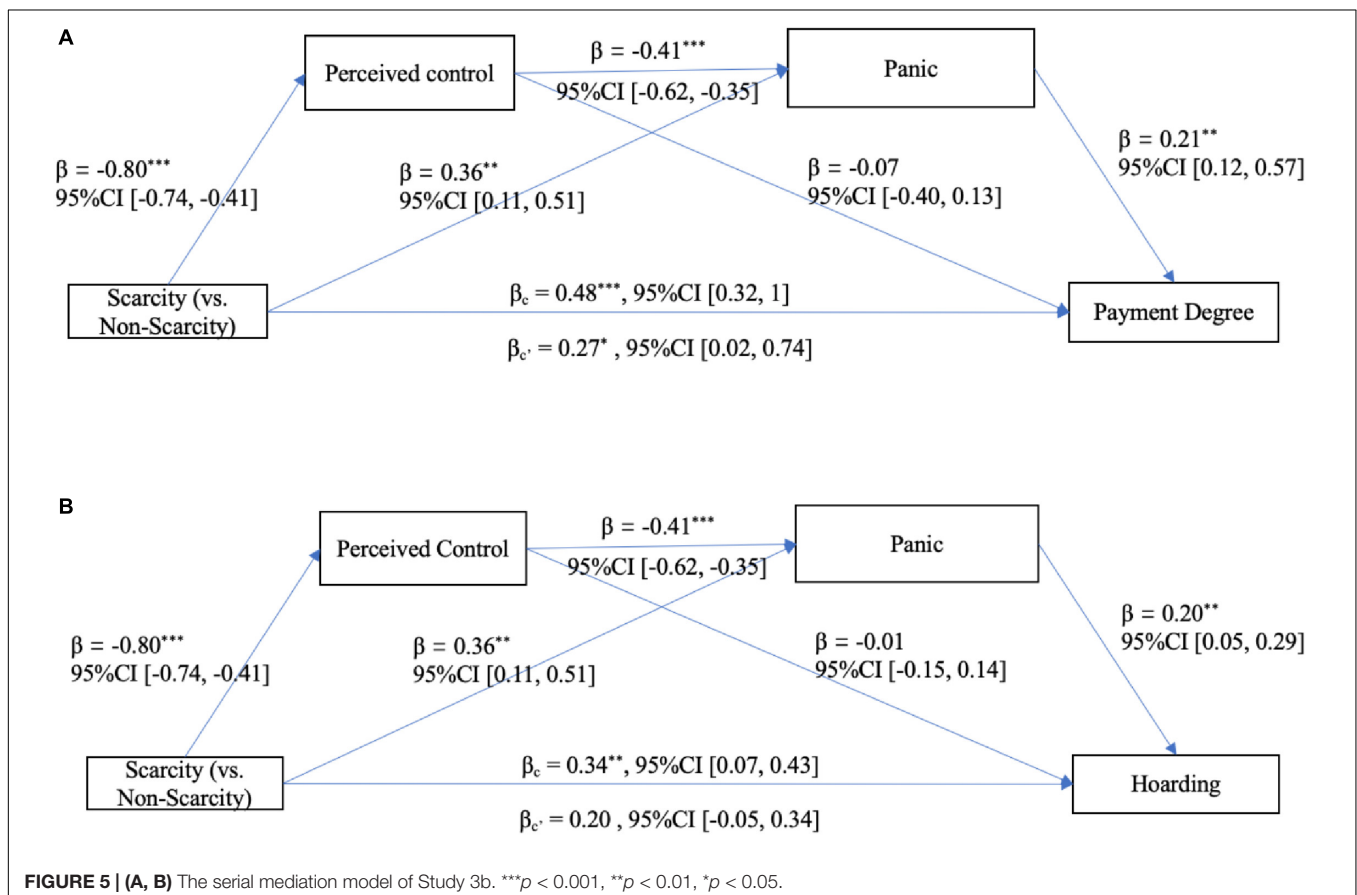 A
Perceived control
β = -0.41***
95%CI [-0.62, -0.35]
Panic
β = -0.80***
95%CI [-0.74, -0.41]
β = 0.36**
95%CI [0.11, 0.51]
β = -0.07
95%CI [-0.40, 0.13]
β = 0.21**
95%CI [0.12, 0.57]
Scarcity (vs.
Non-Scarcity)
βc = 0.48***, 95%CI [0.32, 1]
βc' = 0.27* , 95%CI [0.02, 0.74]
Payment Degree
B
Perceived Control
β = -0.41***
95%CI [-0.62, -0.35]
Panic
β = -0.80***
95%CI [-0.74, -0.41]
β = 0.36**
95%CI [0.11, 0.51]
β = -0.01
95%CI [-0.15, 0.14]
β = 0.20**
95%CI [0.05, 0.29]
Scarcity (vs.
Non-Scarcity)
βc = 0.34**, 95%CI [0.07, 0.43]
βc' = 0.20 , 95%CI [-0.05, 0.34]
Hoarding
FIGURE 5 | (A, B) The serial mediation model of Study 3b. ***p < 0.001, **p < 0.01, *p < 0.05.